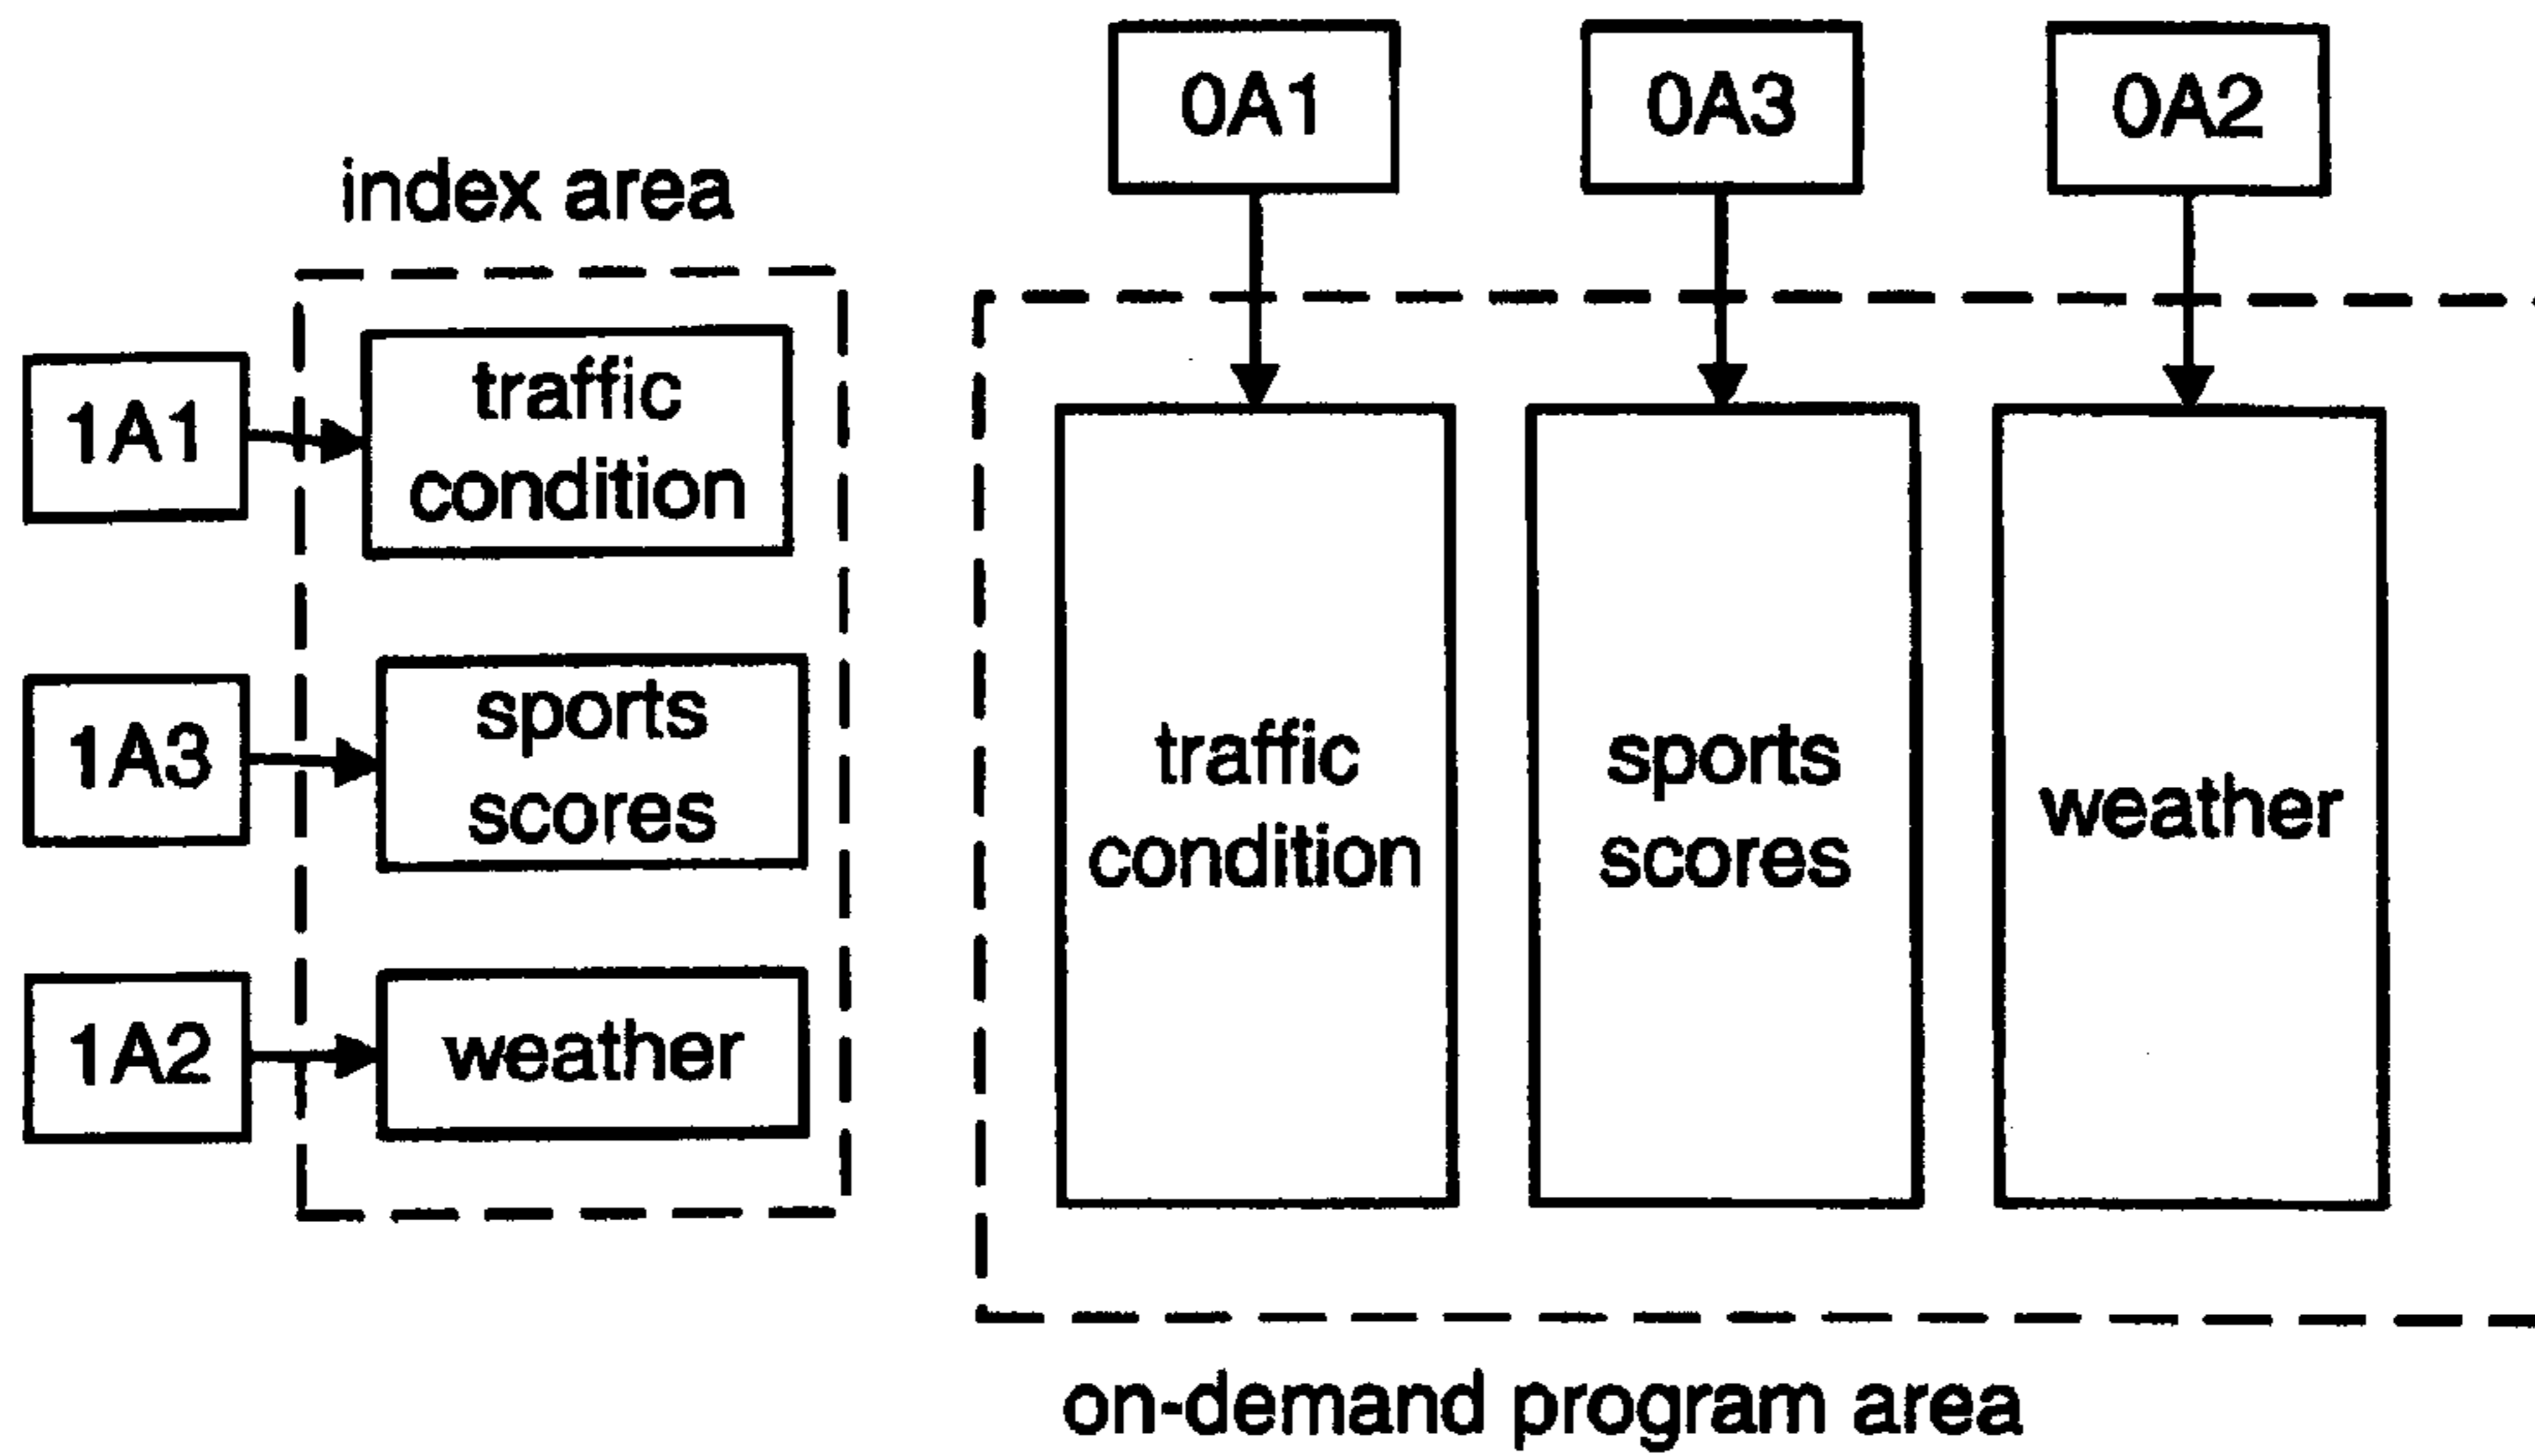 index area
1A1
traffic
condition
1A3
sports
scores
1A2
weather
0A1
0A3
0A2
traffic
condition
sports
scores
weather
on-demand program area